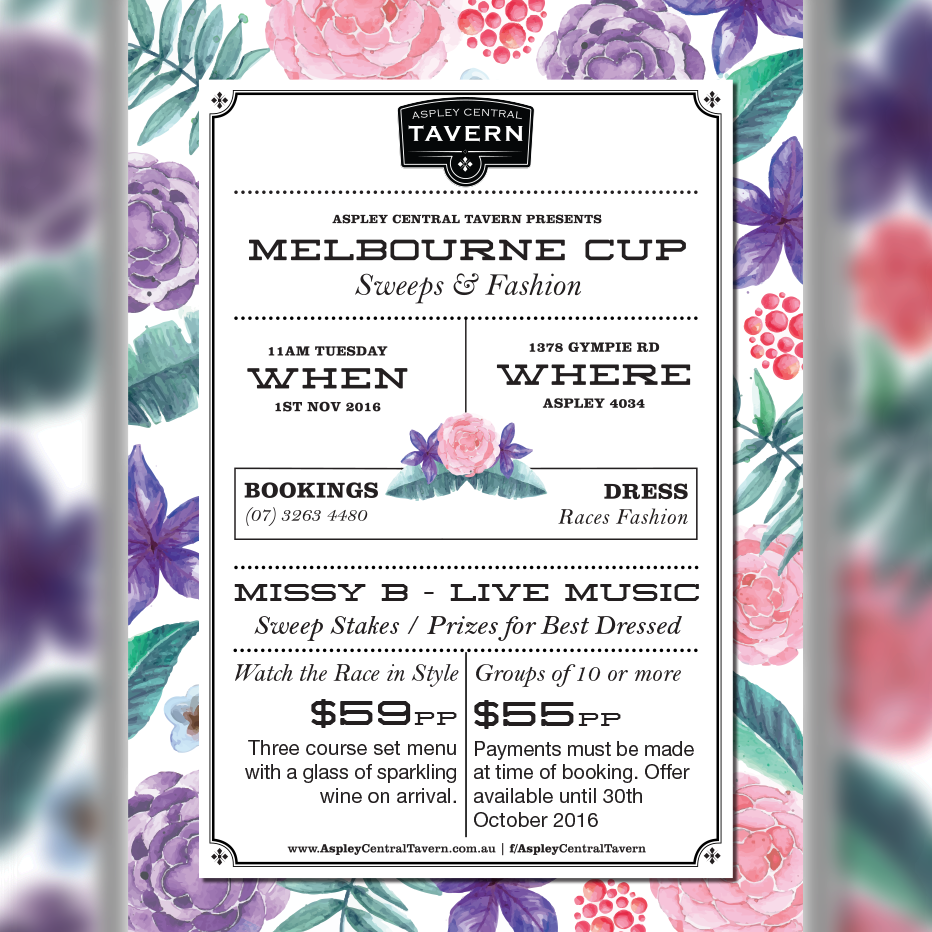 ASPLEY CENTRAL
TAVERN
ASPLEY CENTRAL TAVERN PRESENTS
MELBOURNE CUP
Sweeps & Fashion
11AM TUESDAY
WHEN
1ST NOV 2016
1378 GYMPIE RD
WHERE
ASPLEY 4034
BOOKINGS
(07) 3263 4480
DRESS
Races Fashion
MISSY B - LIVE MUSIC
Sweep Stakes / Prizes for Best Dressed
Watch the Race in Style
$59PP
Three course set menu
with a glass of sparkling
wine on arrival.
Groups of 10 or more
$55PP
Payments must be made
at time of booking. Offer
available until 30th
October 2016
www.AspleyCentralTavern.com.au | f/AspleyCentralTavern